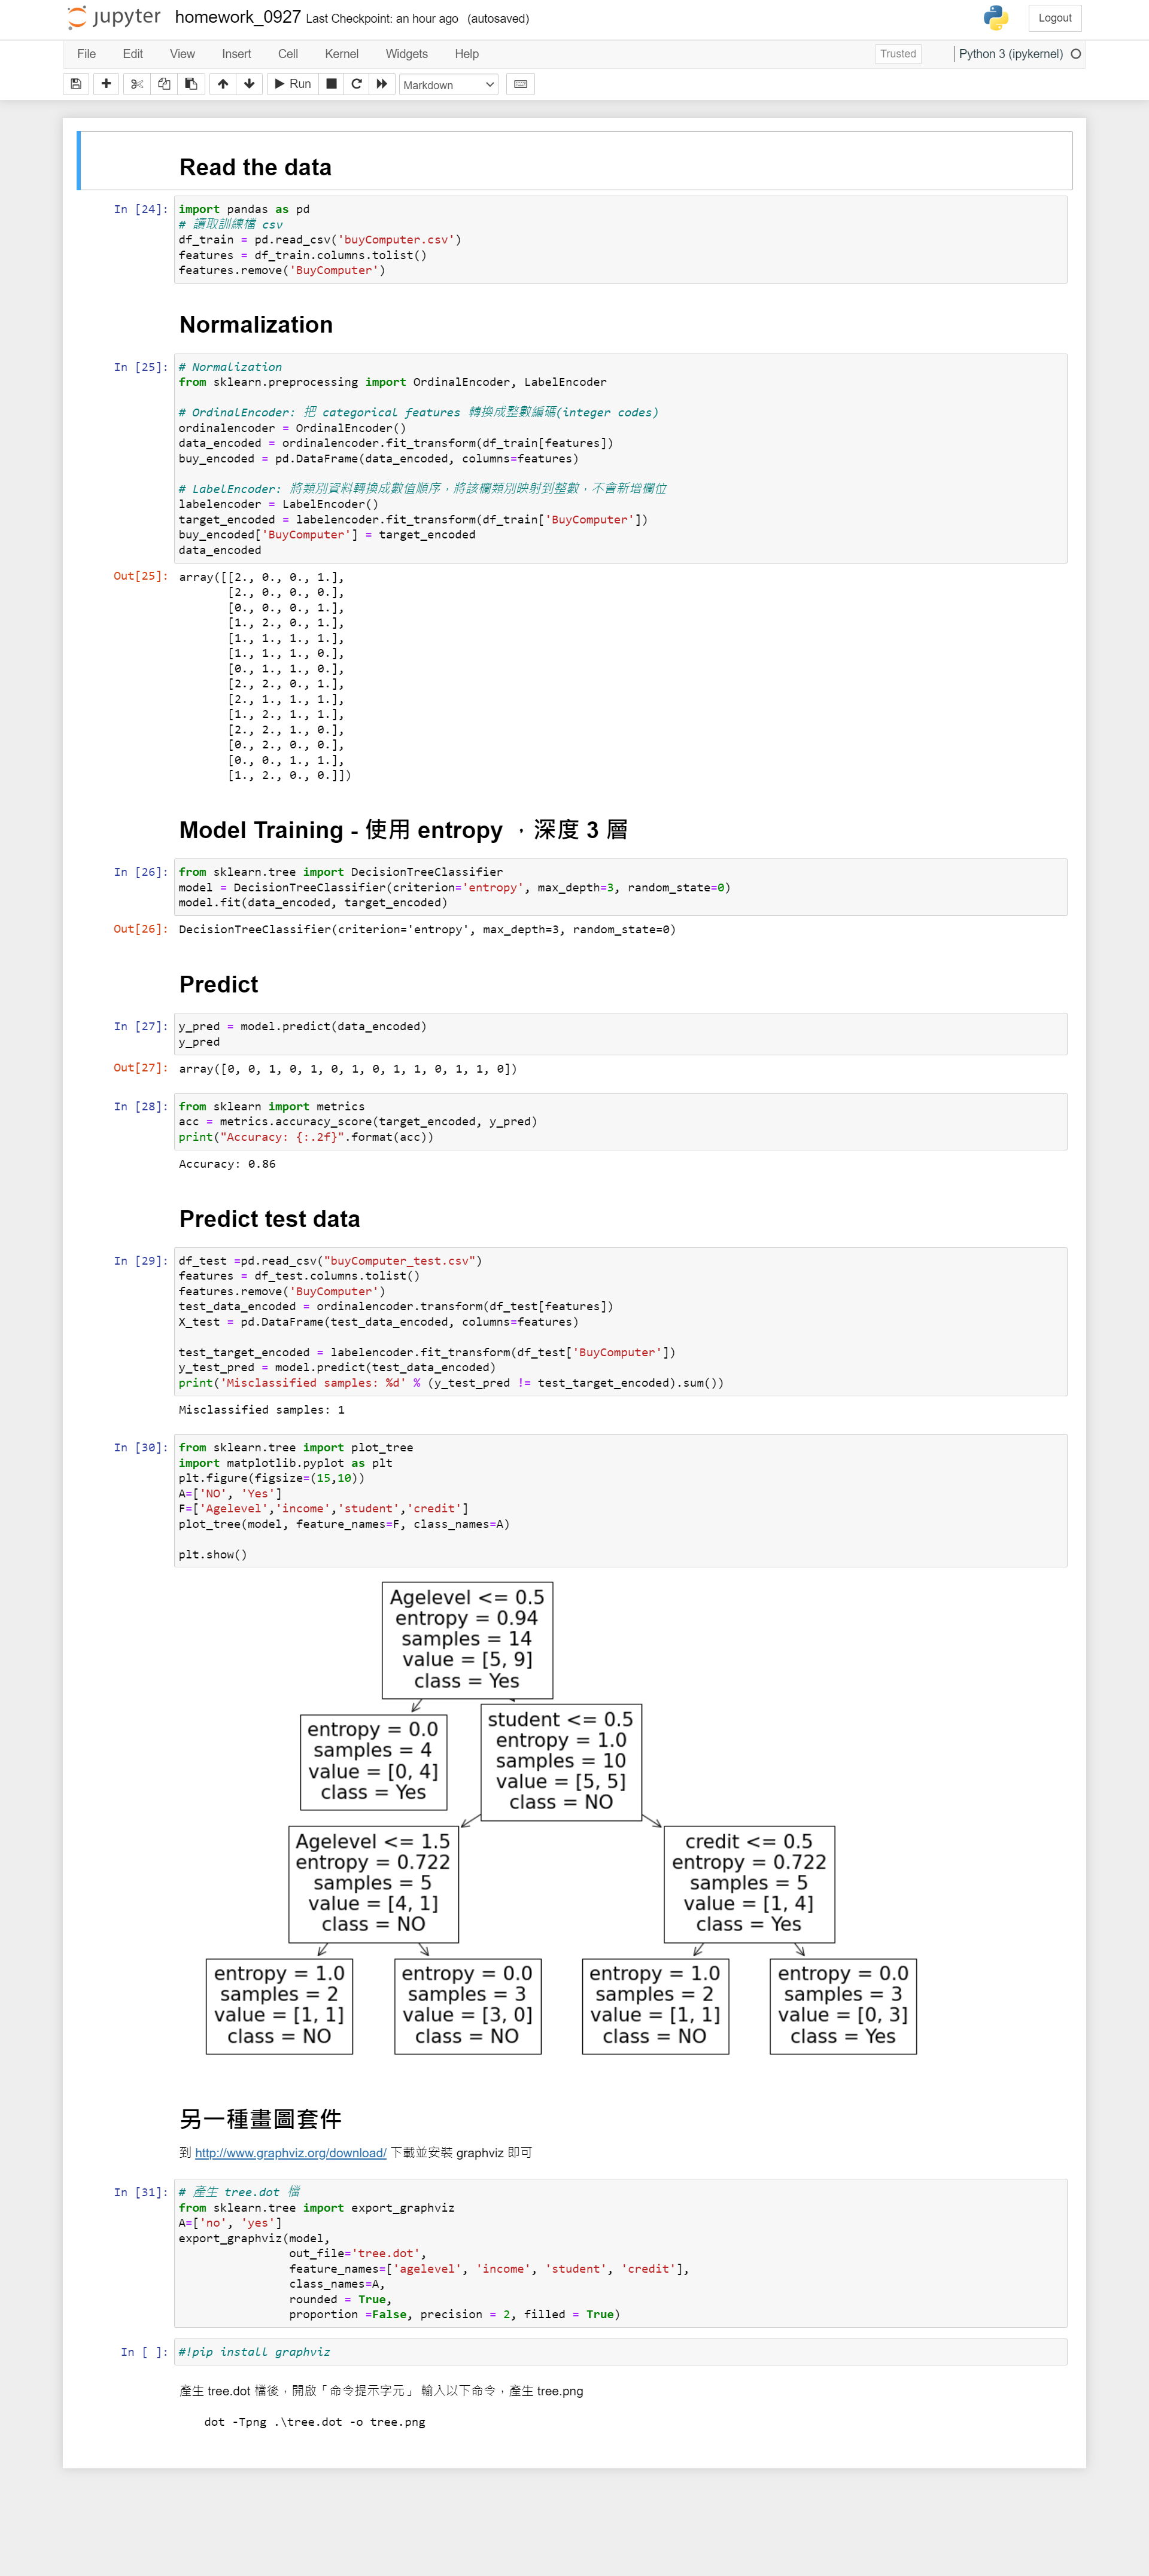 jupyter homework_0927 Last Checkpoint: an hour ago (autosaved) Logout
File Edit View Insert Cell Kernel Widgets Help Trusted Python 3 (ipykernel)
Run Markdown
Read the data
In [24]: import pandas as pd
# 讀取訓練檔 csv
df_train = pd.read_csv('buyComputer.csv')
features = df_train.columns.tolist()
features.remove('BuyComputer')
Normalization
In [25]: # Normalization
from sklearn.preprocessing import OrdinalEncoder, LabelEncoder
# OrdinalEncoder: 把 categorical features 轉換成整數編碼(integer codes)
ordinalencoder = OrdinalEncoder()
data_encoded = ordinalencoder.fit_transform(df_train[features])
buy_encoded = pd.DataFrame(data_encoded, columns=features)
# LabelEncoder: 將類別資料轉換成數值順序，將該欄類別映射到整數，不會新增欄位
labelencoder = LabelEncoder()
target_encoded = labelencoder.fit_transform(df_train['BuyComputer'])
buy_encoded['BuyComputer'] = target_encoded
data_encoded
Out[25]: array([[2., 0., 0., 1.],
[2., 0., 0., 0.],
[0., 0., 0., 1.],
[1., 2., 0., 1.],
[1., 1., 1., 1.],
[1., 1., 1., 0.],
[0., 1., 1., 0.],
[2., 2., 0., 1.],
[2., 1., 1., 1.],
[1., 2., 1., 1.],
[2., 2., 1., 0.],
[0., 2., 0., 0.],
[0., 0., 1., 1.],
[1., 2., 0., 0.]])
Model Training - 使用 entropy ，深度 3 層
In [26]: from sklearn.tree import DecisionTreeClassifier
model = DecisionTreeClassifier(criterion='entropy', max_depth=3, random_state=0)
model.fit(data_encoded, target_encoded)
Out[26]: DecisionTreeClassifier(criterion='entropy', max_depth=3, random_state=0)
Predict
In [27]: y_pred = model.predict(data_encoded)
y_pred
Out[27]: array([0, 0, 1, 0, 1, 0, 1, 0, 1, 1, 0, 1, 1, 0])
In [28]: from sklearn import metrics
acc = metrics.accuracy_score(target_encoded, y_pred)
print("Accuracy: {:.2f}".format(acc))
Accuracy: 0.86
Predict test data
In [29]: df_test =pd.read_csv("buyComputer_test.csv")
features = df_test.columns.tolist()
features.remove('BuyComputer')
test_data_encoded = ordinalencoder.transform(df_test[features])
X_test = pd.DataFrame(test_data_encoded, columns=features)
test_target_encoded = labelencoder.fit_transform(df_test['BuyComputer'])
y_test_pred = model.predict(test_data_encoded)
print('Misclassified samples: %d' % (y_test_pred != test_target_encoded).sum())
Misclassified samples: 1
In [30]: from sklearn.tree import plot_tree
import matplotlib.pyplot as plt
plt.figure(figsize=(15,10))
A=['NO', 'Yes']
F=['Agelevel','income','student','credit']
plot_tree(model, feature_names=F, class_names=A)
plt.show()
Agelevel <= 0.5
entropy = 0.94
samples = 14
value = [5, 9]
class = Yes
entropy = 0.0
samples = 4
value = [0, 4]
class = Yes
student <= 0.5
entropy = 1.0
samples = 10
value = [5, 5]
class = NO
Agelevel <= 1.5
entropy = 0.722
samples = 5
value = [4, 1]
class = NO
credit <= 0.5
entropy = 0.722
samples = 5
value = [1, 4]
class = Yes
entropy = 1.0
samples = 2
value = [1, 1]
class = NO
entropy = 0.0
samples = 3
value = [3, 0]
class = NO
entropy = 1.0
samples = 2
value = [1, 1]
class = NO
entropy = 0.0
samples = 3
value = [0, 3]
class = Yes
另一種畫圖套件
到 http://www.graphviz.org/download/ 下載並安裝 graphviz 即可
In [31]: # 產生 tree.dot 檔
from sklearn.tree import export_graphviz
A=['no', 'yes']
export_graphviz(model,
out_file='tree.dot',
feature_names=['agelevel', 'income', 'student', 'credit'],
class_names=A,
rounded = True,
proportion =False, precision = 2, filled = True)
In [ ]: #!pip install graphviz
產生 tree.dot 檔後，開啟「命令提示字元」 輸入以下命令，產生 tree.png
dot -Tpng .\tree.dot -o tree.png